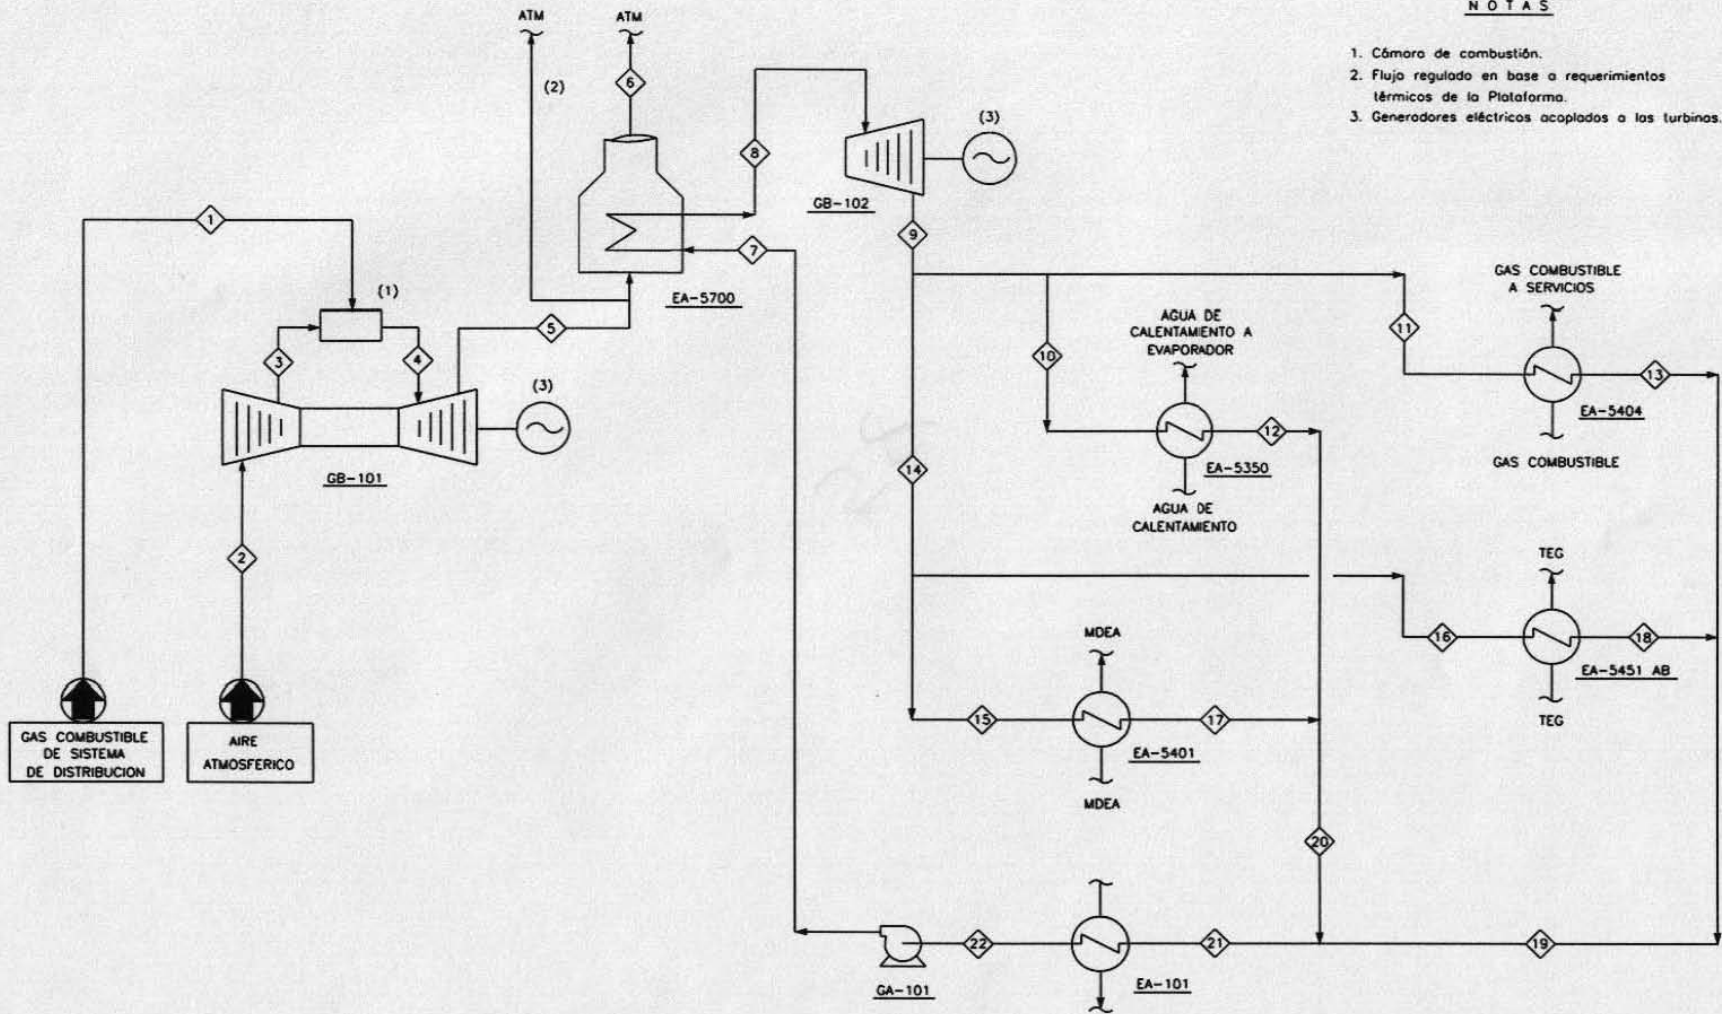 NOTAS
1. Cámara de combustión.
2. Flujo regulado en base a requerimientos
térmicos de la Plataforma.
3. Generadores eléctricos acoplados a las turbinas.
ATM
ATM
(2)
6
8
(3)
GB-102
1
9
7
EA-5700
(1)
5
3
4
(3)
GB-101
2
GAS COMBUSTIBLE
DE SISTEMA
DE DISTRIBUCION
AIRE
ATMOSFERICO
AGUA DE
CALENTAMIENTO A
EVAPORADOR
10
12
EA-5350
AGUA DE
CALENTAMIENTO
GAS COMBUSTIBLE
A SERVICIOS
11
13
EA-5404
GAS COMBUSTIBLE
14
TEG
16
18
EA-5451 AB
TEG
MDEA
15
17
EA-5401
MDEA
20
22
21
19
GA-101
EA-101